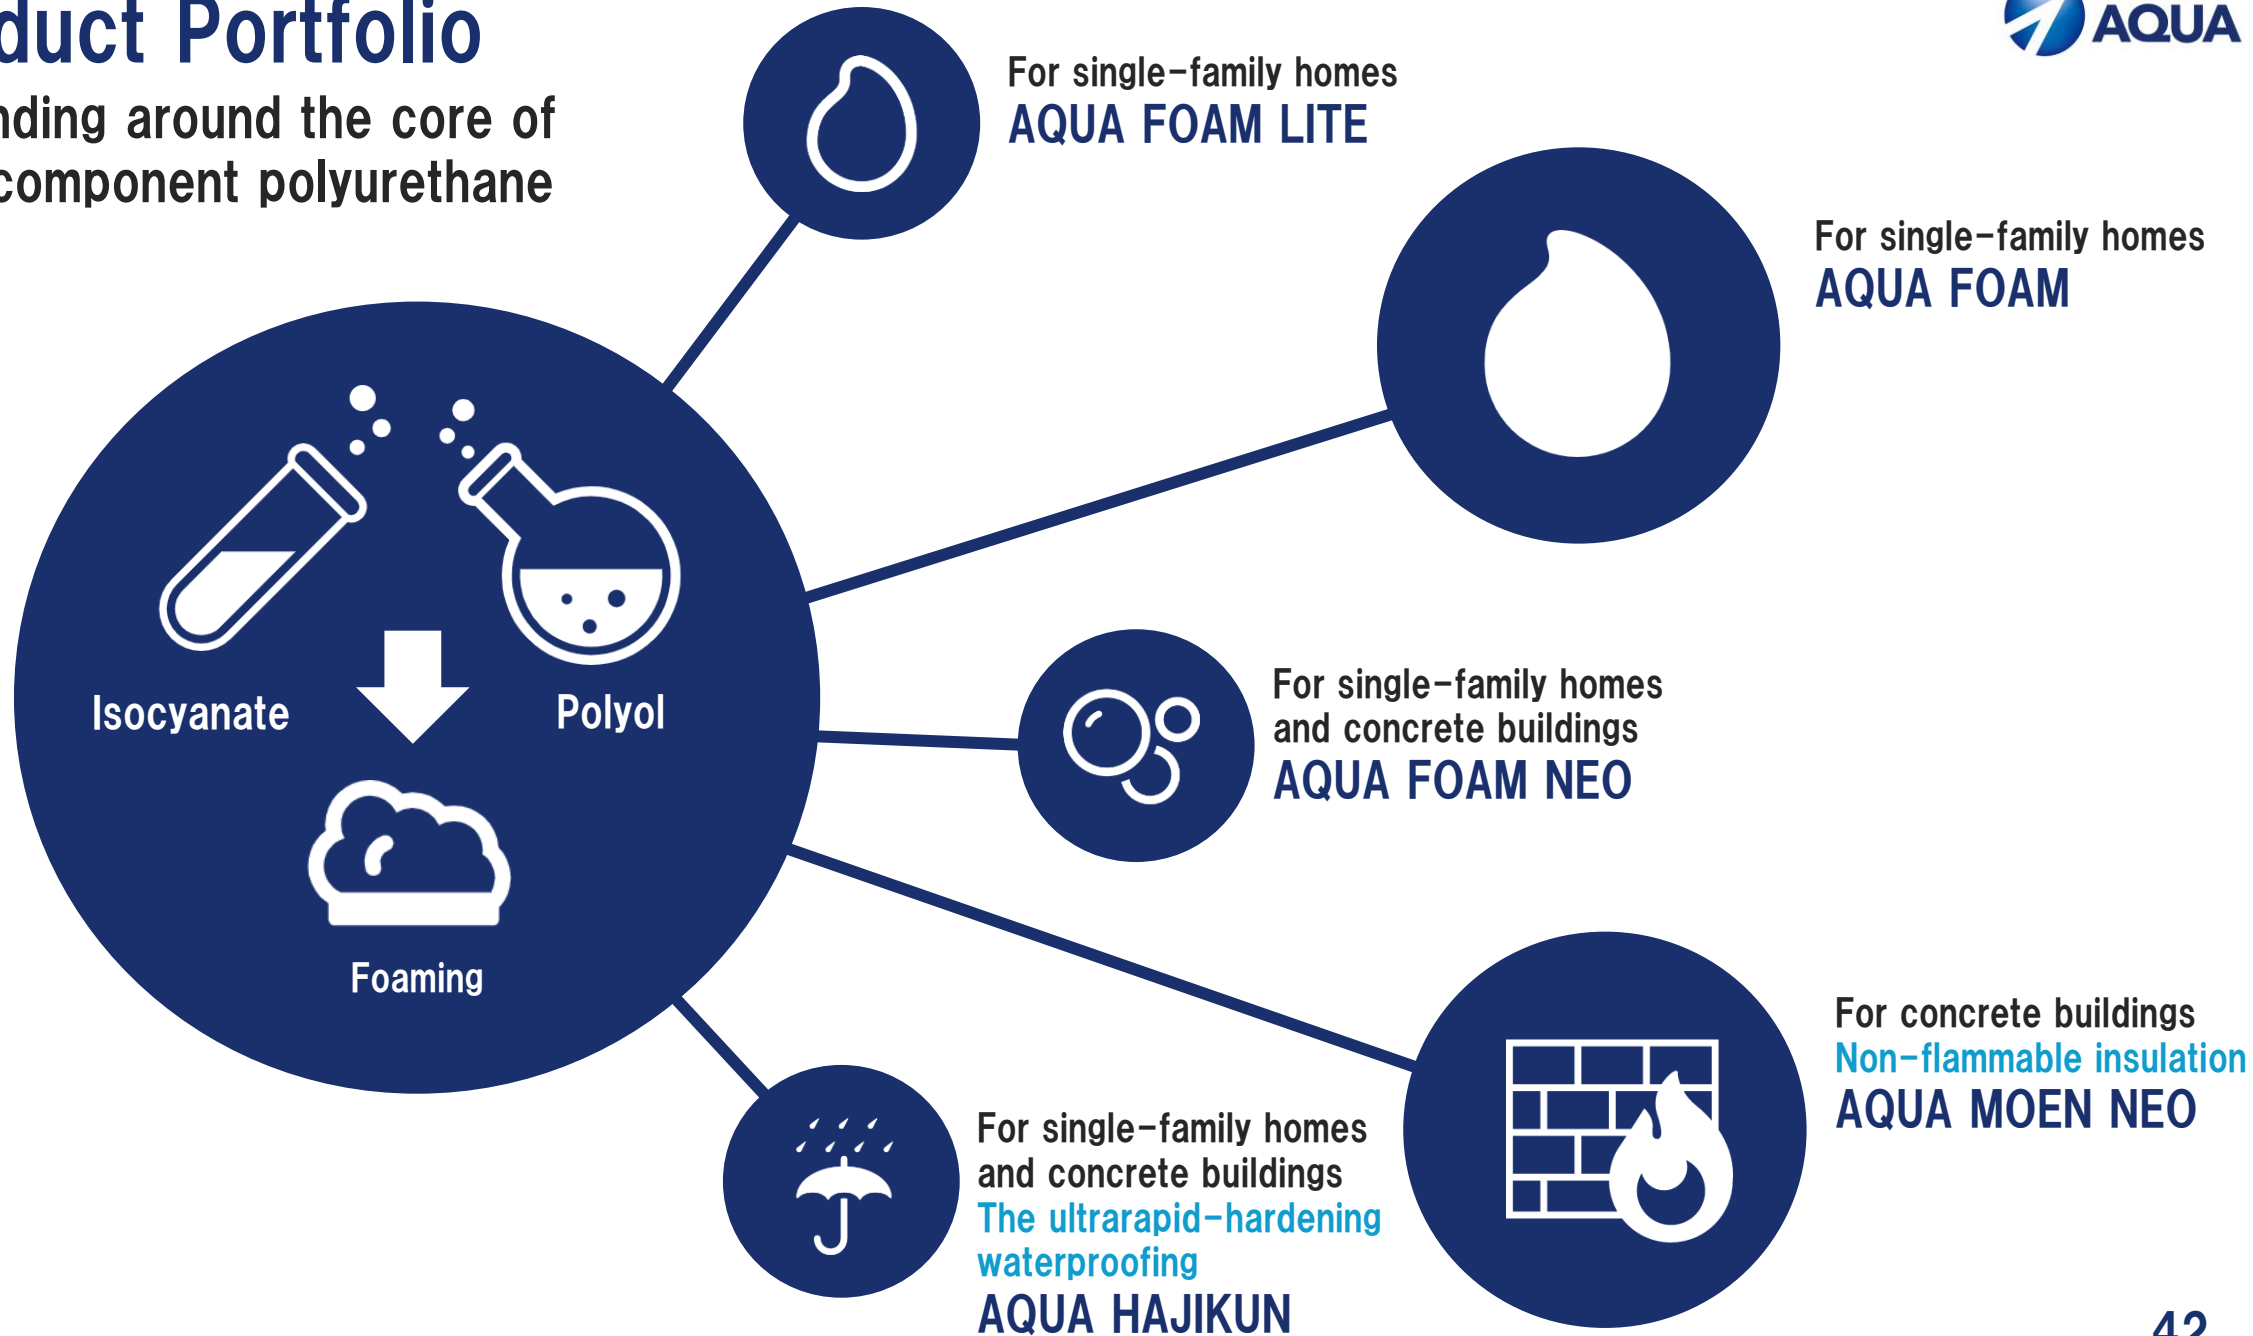 duct Portfolio
nding around the core of
component polyurethane
AQUA
For single-family homes
AQUA FOAM LITE
For single-family homes
AQUA FOAM
Isocyanate
Polyol
Foaming
For single-family homes
and concrete buildings
AQUA FOAM NEO
For concrete buildings
Non-flammable insulation
AQUA MOEN NEO
For single-family homes
and concrete buildings
The ultrarapid-hardening
waterproofing
AQUA HAJIKUN
42